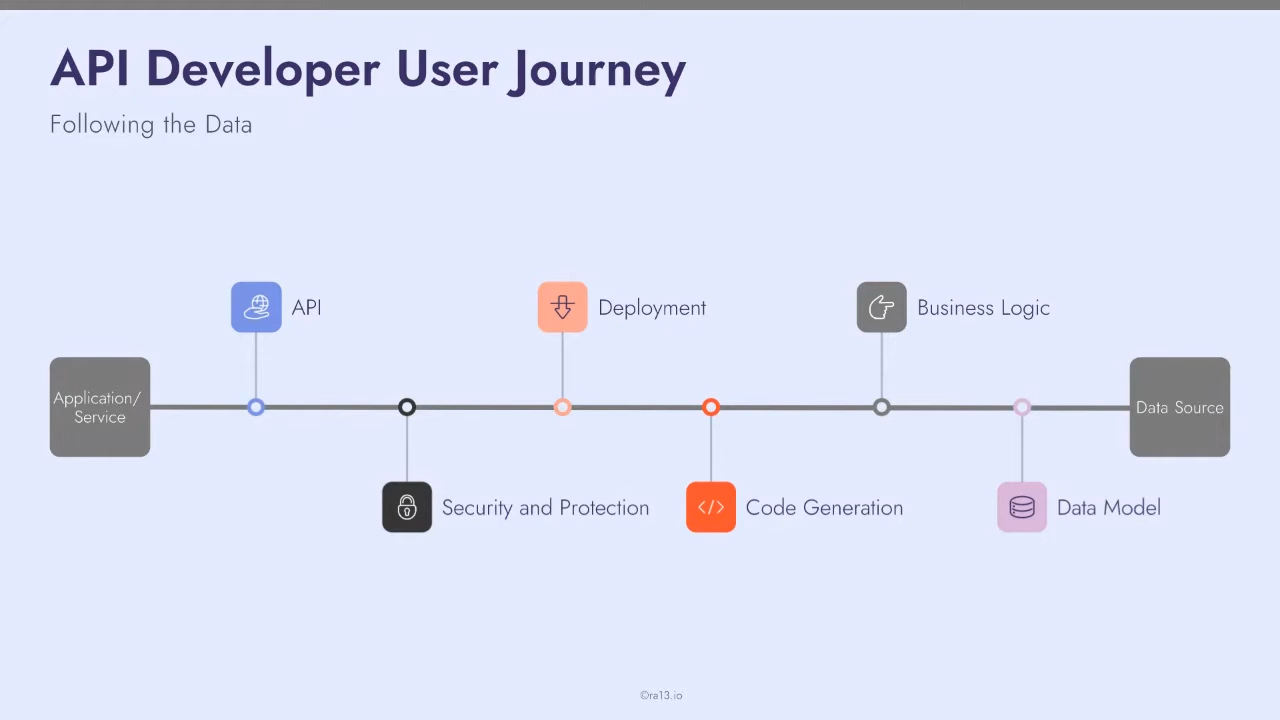 API Developer User Journey
Following the Data
API
Deployment
Business Logic
Application/
Service
Data Source
Security and Protection
</> Code Generation
Data Model
©ra13.io